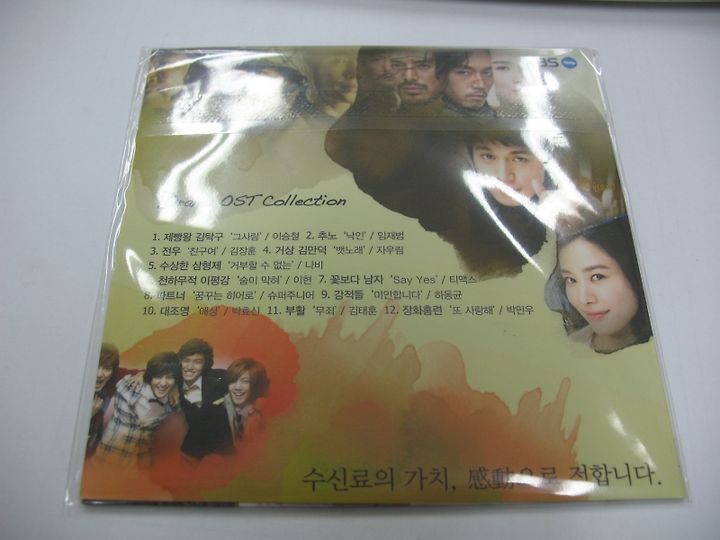 BS
OST Collection
1. 제빵왕 김탁구 '그사람' / 이승철 2. 추노 '낙인' / 임재범
3. 전우 '친구여' / 김장훈 4. 거상 김만덕 '뱃노래' / 자우림
5. 수상한 삼형제 '거부할 수 없는' / 나비
천하무적 이평강 '숨이 막혀' / 이현 7. 꽃보다 남자 'Say Yes' / 티맥스
8. 파트너 '꿈꾸는 히어로' / 슈퍼주니어 9. 강적들 '미안합니다' / 하동균
10. 대조영 '애성' / 박효신 11. 부활 '무죄' / 김태훈 12. 장화홍련 '또 사랑해' / 박민우
수신료의 가치, 感動으로 전합니다.